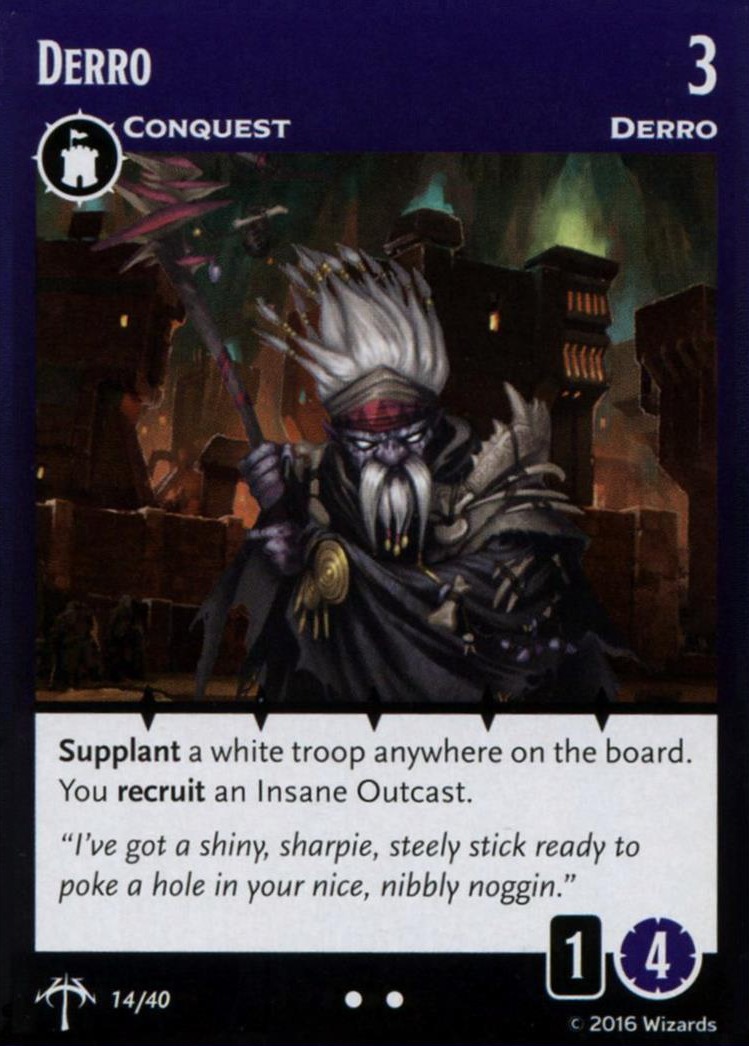 DERRO
3
CONQUEST
DERRO
Supplant a white troop anywhere on the board.
You recruit an Insane Outcast.
“I’ve got a shiny, sharpie, steely stick ready to
poke a hole in your nice, nibbly noggin.”
1
4
14/40
© 2016 Wizards